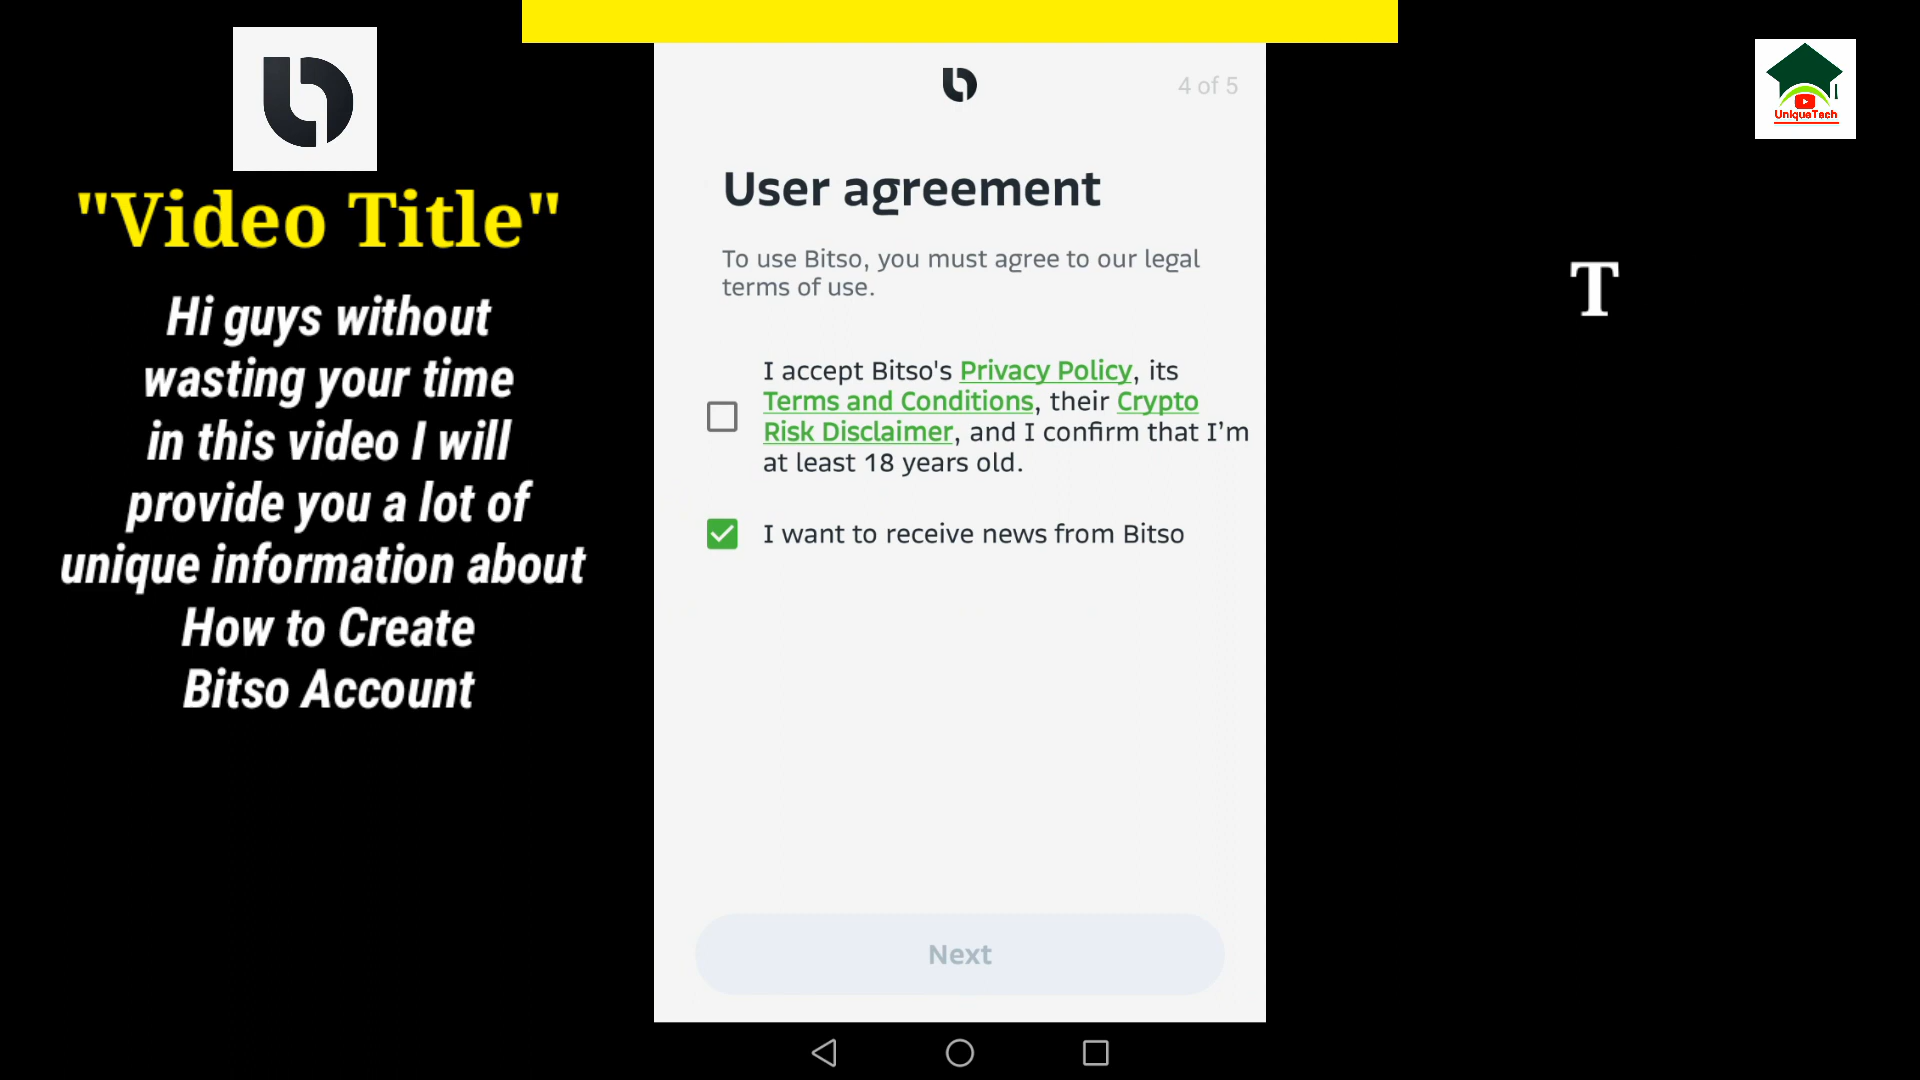 "Video Title"
Hi guys without
wasting your time
in this video I will
provide you a lot of
unique information about
How to Create
Bitso Account
4 of 5
User agreement
To use Bitso, you must agree to our legal
terms of use.
I accept Bitso's Privacy Policy, its
Terms and Conditions, their Crypto
Risk Disclaimer, and I confirm that I’m
at least 18 years old.
I want to receive news from Bitso
Next
UniqueTech
T